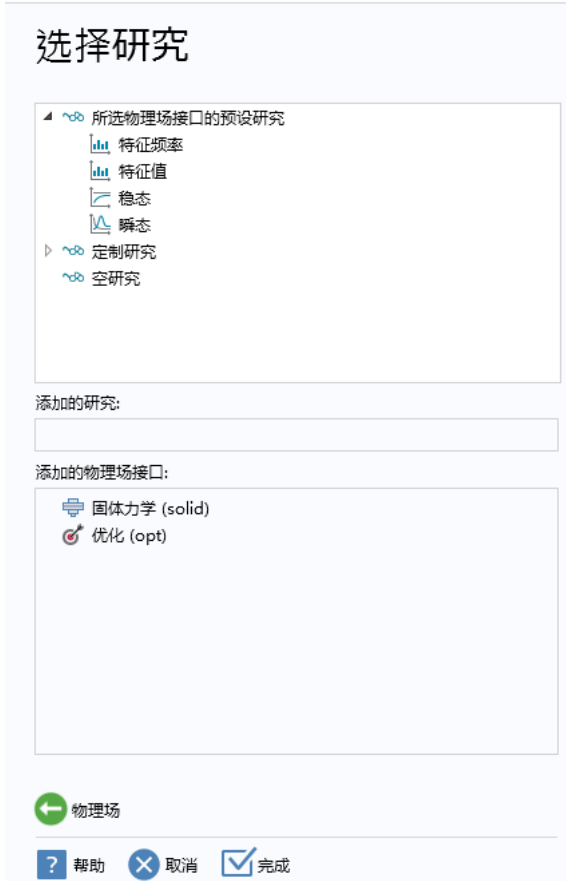 选择研究
所选物理场接口的预设研究
特征频率
特征值
稳态
瞬态
定制研究
空研究
添加的研究:
添加的物理场接口:
固体力学 (solid)
优化 (opt)
物理场
? 帮助 取消 完成